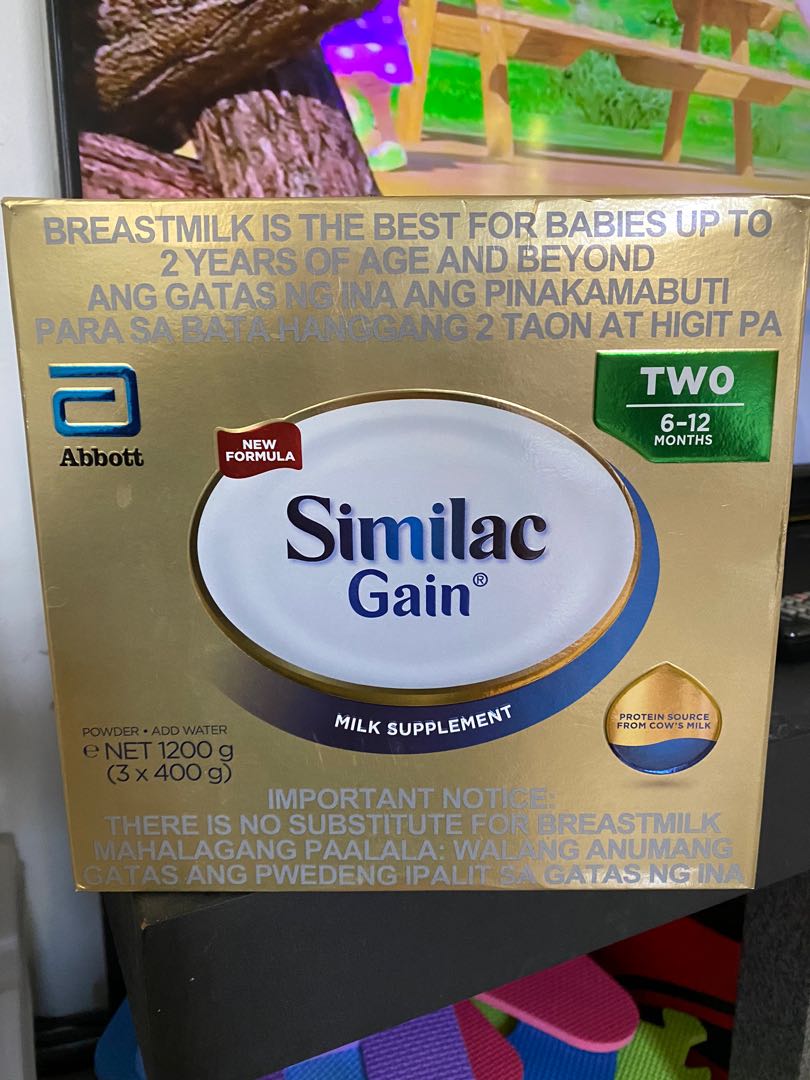 BREASTMILK IS THE BEST FOR BABIES UP TO
2 YEARS OF AGE AND BEYOND
ANG GATAS NG INA ANG PINAKAMABUTI
PARA SA BATA HANGGANG 2 TAON AT HIGIT PA
Abbott
TWO
6-12
MONTHS
NEW
FORMULA
Similac
Gain®
MILK SUPPLEMENT
PROTEIN SOURCE
FROM COW'S MILK
POWDER • ADD WATER
℮ NET 1200 g
(3 x 400 g)
IMPORTANT NOTICE:
THERE IS NO SUBSTITUTE FOR BREASTMILK
MAHALAGANG PAALALA: WALANG ANUMANG
GATAS ANG PWEDENG IPALIT SA GATAS NG INA